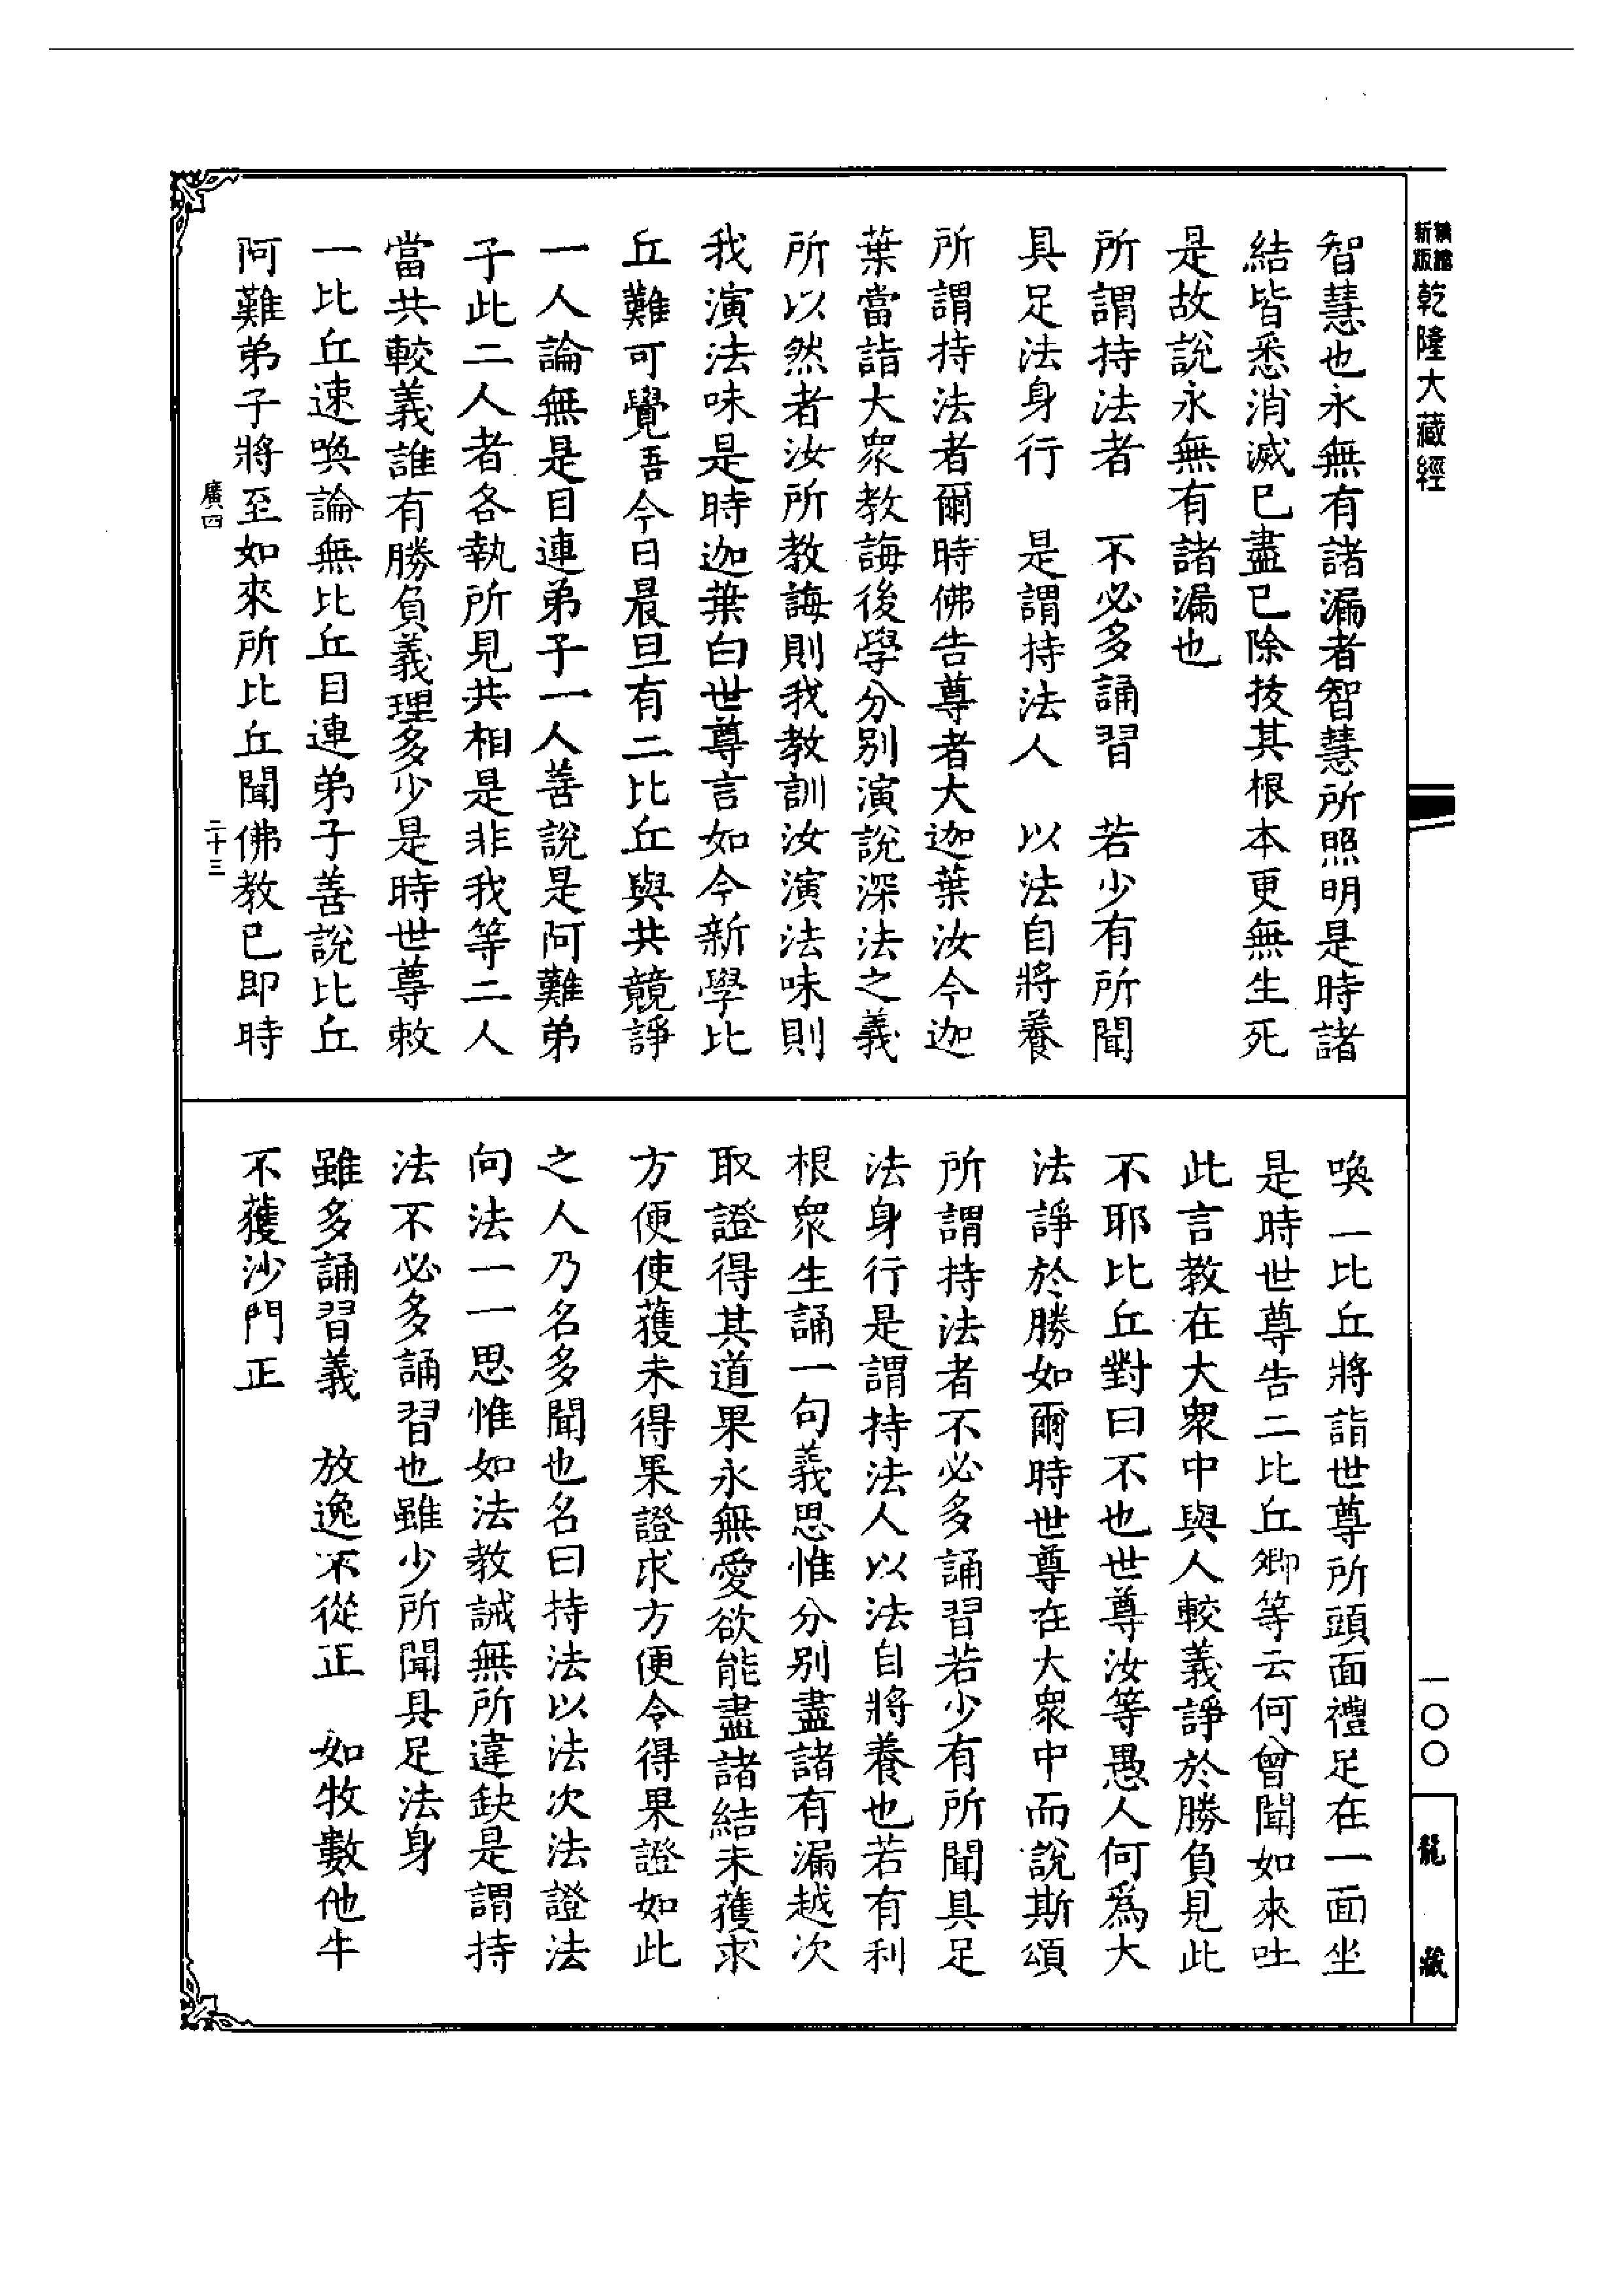 新版
乾隆大藏經
智慧也永無有諸漏者智慧所照明是時諸
結皆悉消滅已盡已除拔其根本更無生死
是故說永無有諸漏也
所謂持法者　不必多誦習　若少有所聞
具足法身行　是謂持法人　以法自將養
所謂持法者爾時佛告尊者大迦葉汝今迦
葉當詣大眾教誨後學分別演說深法之義
所以然者汝所教誨則我教訓汝演法味則
我演法味是時迦葉白世尊言如今新學比
丘難可覺吾今日晨旦有二比丘與共競諍
一人論無是目連弟子一人善說是阿難弟
子此二人者各執所見共相是非我等二人
當共較義誰有勝負義理多少是時世尊敕
一比丘速喚論無比丘目連弟子善說比丘
阿難弟子將至如來所比丘聞佛教已即時
廣四　二十三
喚一比丘將詣世尊所頭面禮足在一面坐
是時世尊告二比丘卿等云何曾聞如來吐
此言教在大眾中與人較義諍於勝負見此
不耶比丘對曰不也世尊汝等愚人何為大
法諍於勝如爾時世尊在大眾中而說斯頌
所謂持法者不必多誦習若少有所聞具足
法身行是謂持法人以法自將養也若有利
根眾生誦一句義思惟分別盡諸有漏越次
取證得其道果永無愛欲能盡諸結未獲求
方便使獲未得果證求方便令得果證如此
之人乃名多聞也名曰持法以法次法證法
向法一一思惟如法教誡無所違缺是謂持
法不必多誦習也雖少所聞具足法身
雖多誦習義　放逸不從正　如牧數他牛
不獲沙門正
一〇〇
龍藏